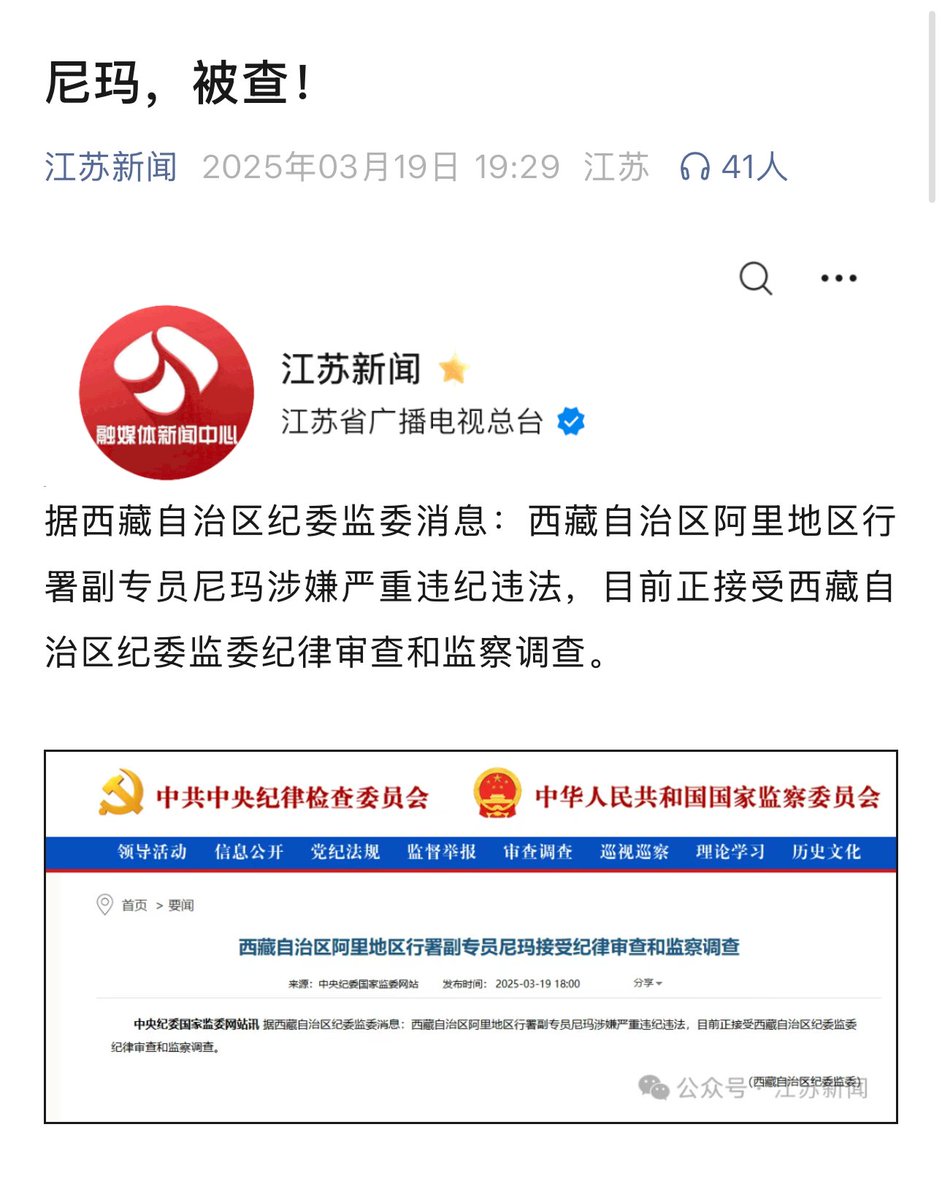 尼玛，被查！
江苏新闻 2025年03月19日 19:29 江苏 41人
融媒体新闻中心
江苏新闻
江苏省广播电视总台
据西藏自治区纪委监委消息：西藏自治区阿里地区行
署副专员尼玛涉嫌严重违纪违法，目前正接受西藏自
治区纪委监委纪律审查和监察调查。
中共中央纪律检查委员会 中华人民共和国国家监察委员会
领导活动 信息公开 党纪法规 监督举报 审查调查 巡视巡察 理论学习 历史文化
首页 > 要闻
西藏自治区阿里地区行署副专员尼玛接受纪律审查和监察调查
来源：中央纪委国家监委网站 发布时间：2025-03-19 18:00 分享
中央纪委国家监委网站讯 据西藏自治区纪委监委消息：西藏自治区阿里地区行署副专员尼玛涉嫌严重违纪违法，目前正接受西藏自治区纪委监委
纪律审查和监察调查。
（西藏自治区纪委监委）
公众号·江苏新闻